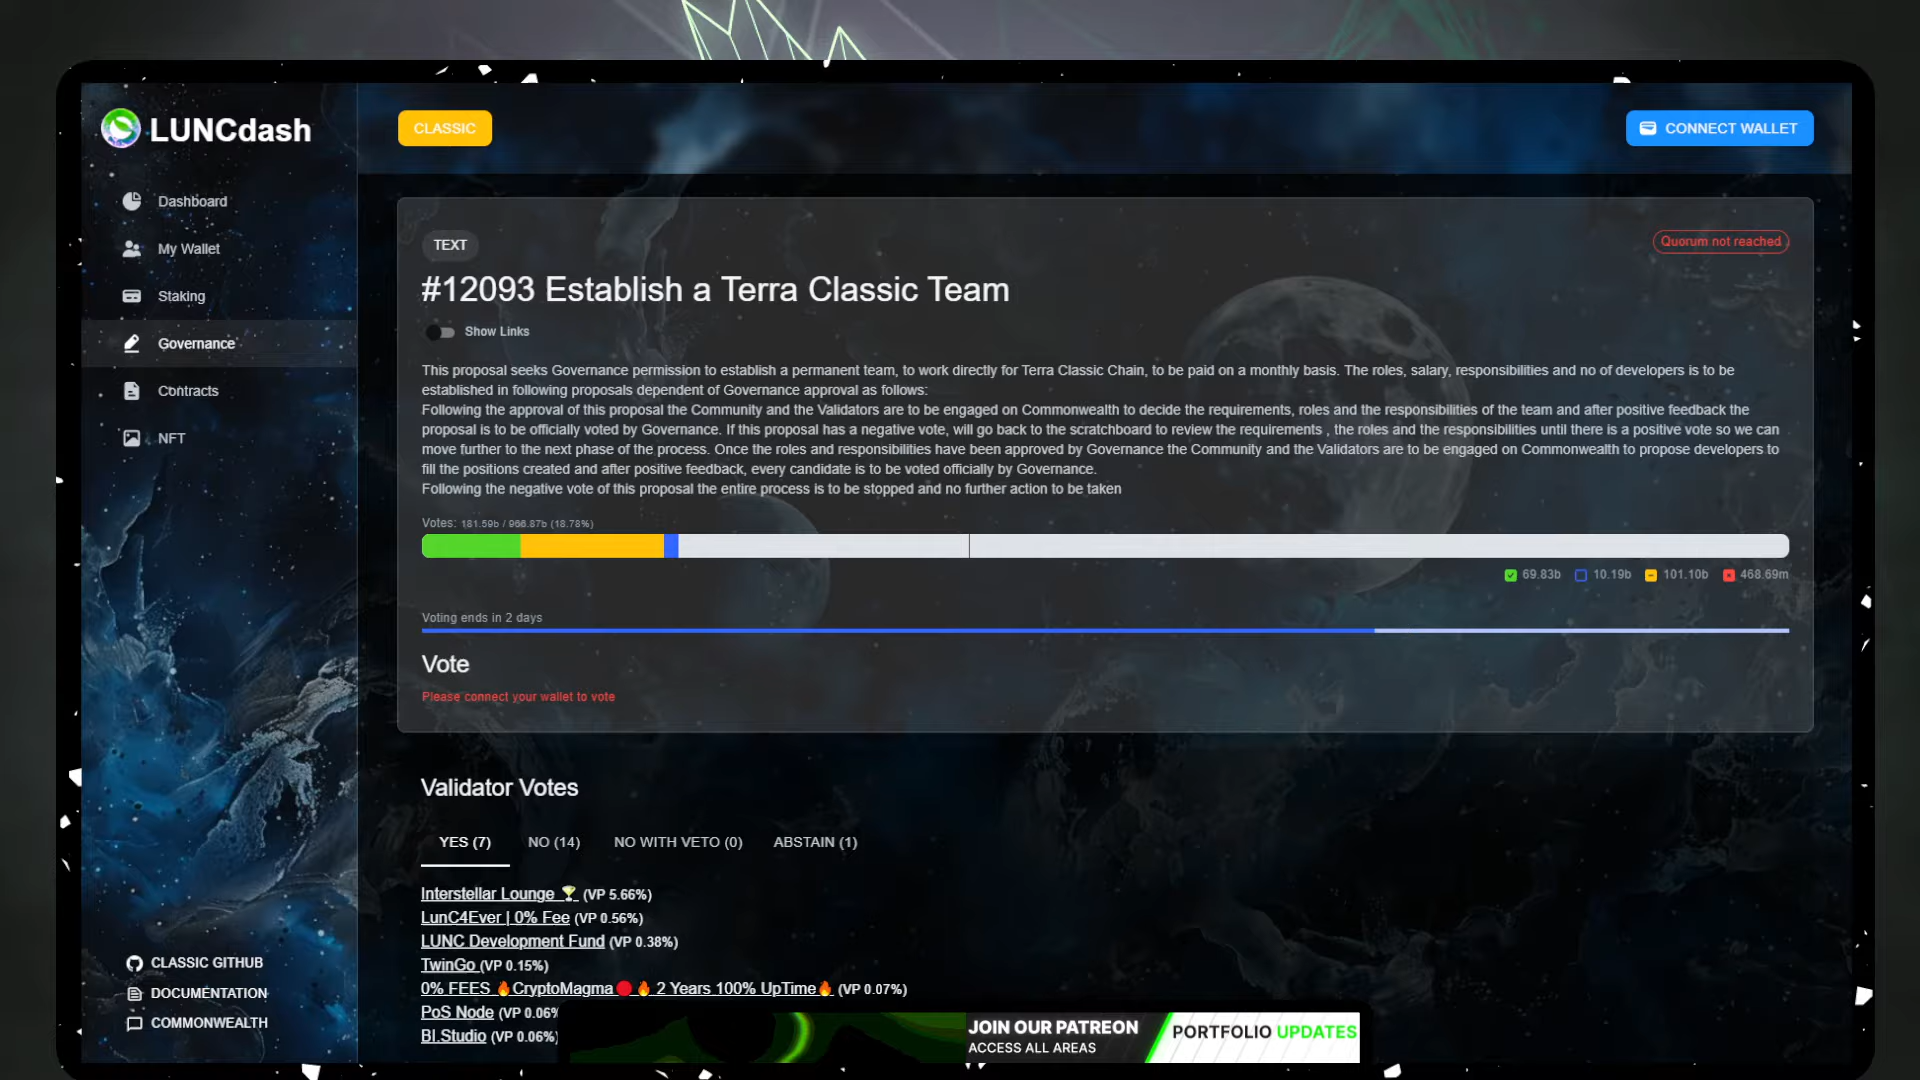 LUNCdash
CLASSIC
CONNECT WALLET
Dashboard
My Wallet
Staking
Governance
Contracts
NFT
CLASSIC GITHUB
DOCUMENTATION
COMMONWEALTH
TEXT
Quorum not reached
#12093 Establish a Terra Classic Team
Show Links
This proposal seeks Governance permission to establish a permanent team, to work directly for Terra Classic Chain, to be paid on a monthly basis. The roles, salary, responsibilities and no of developers is to be
established in following proposals dependent of Governance approval as follows:
Following the approval of this proposal the Community and the Validators are to be engaged on Commonwealth to decide the requirements, roles and the responsibilities of the team and after positive feedback the
proposal is to be officially voted by Governance. If this proposal has a negative vote, will go back to the scratchboard to review the requirements , the roles and the responsibilities until there is a positive vote so we can
move further to the next phase of the process. Once the roles and responsibilities have been approved by Governance the Community and the Validators are to be engaged on Commonwealth to propose developers to
fill the positions created and after positive feedback, every candidate is to be voted officially by Governance.
Following the negative vote of this proposal the entire process is to be stopped and no further action to be taken
Votes: 181.59b / 966.87b (18.78%)
69.83b 10.19b 101.10b 468.69m
Voting ends in 2 days
Vote
Please connect your wallet to vote
Validator Votes
YES (7) NO (14) NO WITH VETO (0) ABSTAIN (1)
Interstellar Lounge 🍸 (VP 5.66%)
LunC4Ever | 0% Fee (VP 0.56%)
LUNC Development Fund (VP 0.38%)
TwinGo (VP 0.15%)
0% FEES 🔥CryptoMagma🔴🔥 2 Years 100% UpTime🔥 (VP 0.07%)
PoS Node (VP 0.06%
BI.Studio (VP 0.06%)
JOIN OUR PATREON
ACCESS ALL AREAS
PORTFOLIO UPDATES